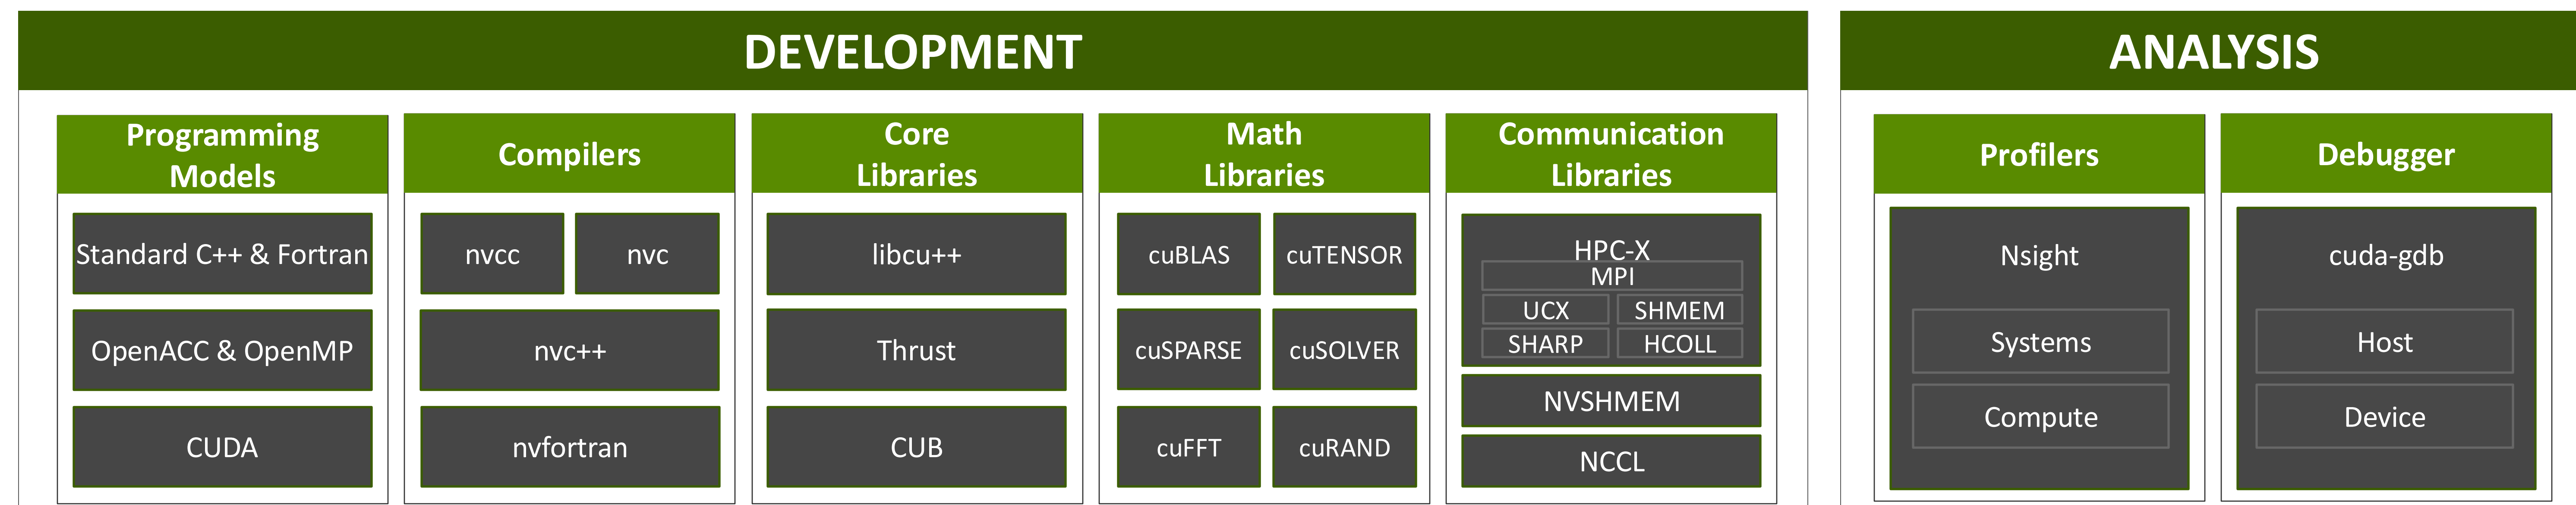 DEVELOPMENT
Programming
Models
Standard C++ & Fortran
OpenACC & OpenMP
CUDA
Compilers
nvcc
nvc
nvc++
nvfortran
Core
Libraries
libcu++
Thrust
CUB
Math
Libraries
cuBLAS
cuTENSOR
cuSPARSE
cuSOLVER
cuFFT
cuRAND
Communication
Libraries
HPC-X
MPI
UCX
SHMEM
SHARP
HCOLL
NVSHMEM
NCCL
ANALYSIS
Profilers
Nsight
Systems
Compute
Debugger
cuda-gdb
Host
Device